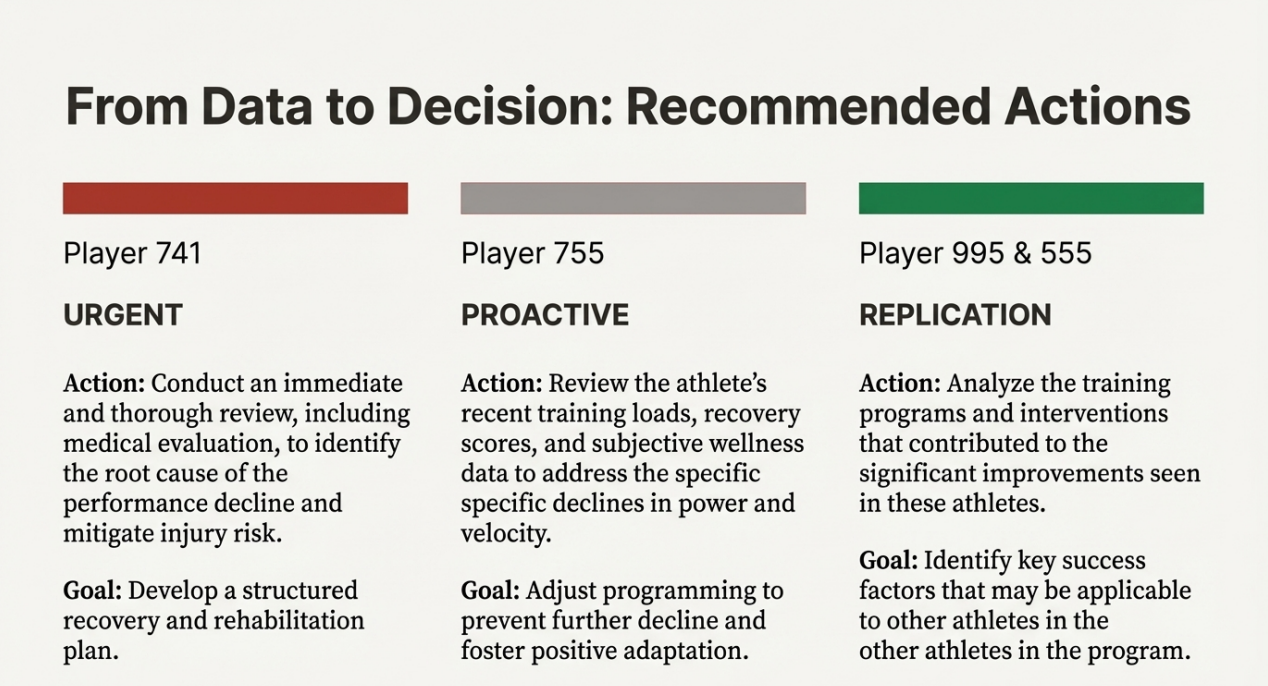 From Data to Decision: Recommended Actions
Player 741
URGENT
Action: Conduct an immediate
and thorough review, including
medical evaluation, to identify
the root cause of the
performance decline and
mitigate injury risk.
Goal: Develop a structured
recovery and rehabilitation
plan.
Player 755
PROACTIVE
Action: Review the athlete’s
recent training loads, recovery
scores, and subjective wellness
data to address the specific
specific declines in power and
velocity.
Goal: Adjust programming to
prevent further decline and
foster positive adaptation.
Player 995 & 555
REPLICATION
Action: Analyze the training
programs and interventions
that contributed to the
significant improvements seen
in these athletes.
Goal: Identify key success
factors that may be applicable
to other athletes in the
other athletes in the program.